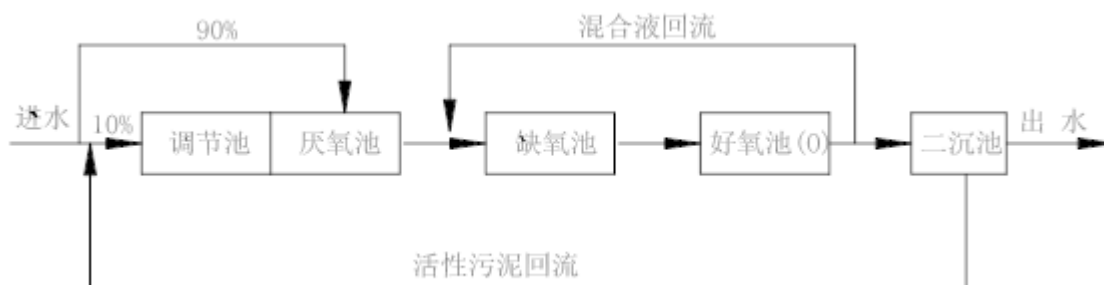 90%
混合液回流
进水
10%
调节池
厌氧池
缺氧池
好氧池(O)
二沉池
出 水
活性污泥回流